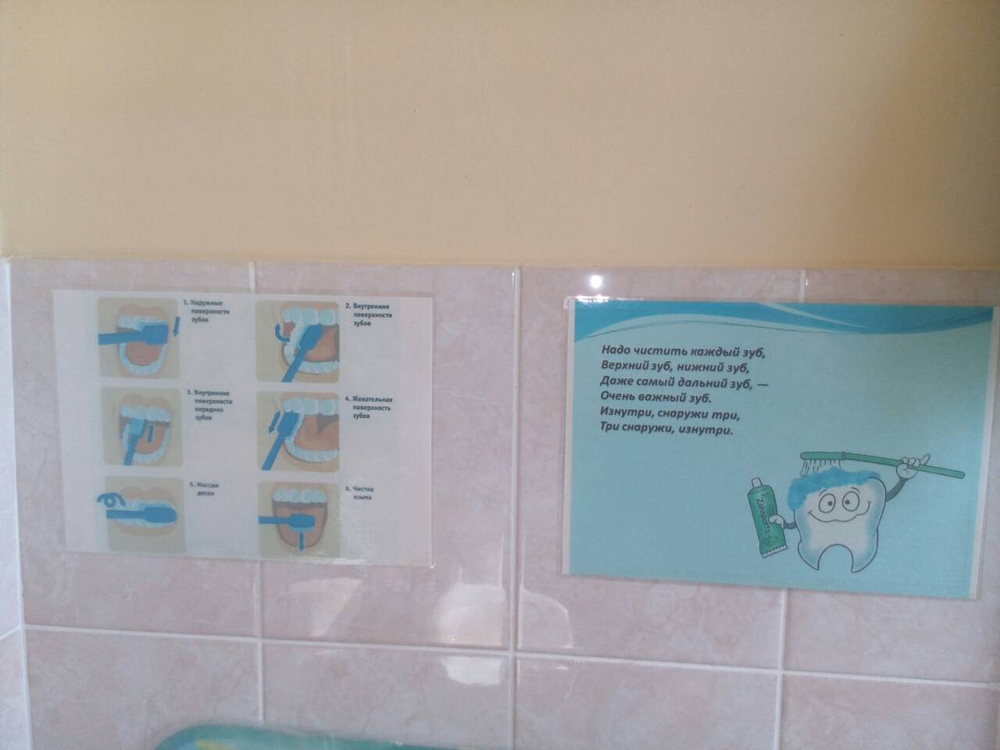 1. Наружные
поверхности
зубов
2. Внутренние
поверхности
зубов
3. Внутренние
поверхности
передних
зубов
4. Жевательная
поверхность
зубов
5. Массаж
десен
6. Чистка
языка
Надо чистить каждый зуб,
Верхний зуб, нижний зуб,
Даже самый дальний зуб, —
Очень важный зуб.
Изнутри, снаружи три,
Три снаружи, изнутри.
Zahnpasta